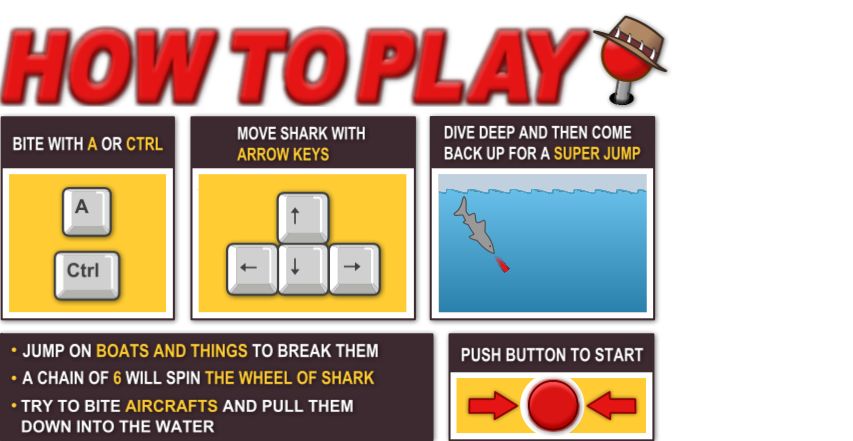 HOW TO PLAY
BITE WITH A OR CTRL
A
Ctrl
MOVE SHARK WITH
ARROW KEYS
↑
← ↓ →
DIVE DEEP AND THEN COME
BACK UP FOR A SUPER JUMP
• JUMP ON BOATS AND THINGS TO BREAK THEM
• A CHAIN OF 6 WILL SPIN THE WHEEL OF SHARK
• TRY TO BITE AIRCRAFTS AND PULL THEM
DOWN INTO THE WATER
PUSH BUTTON TO START